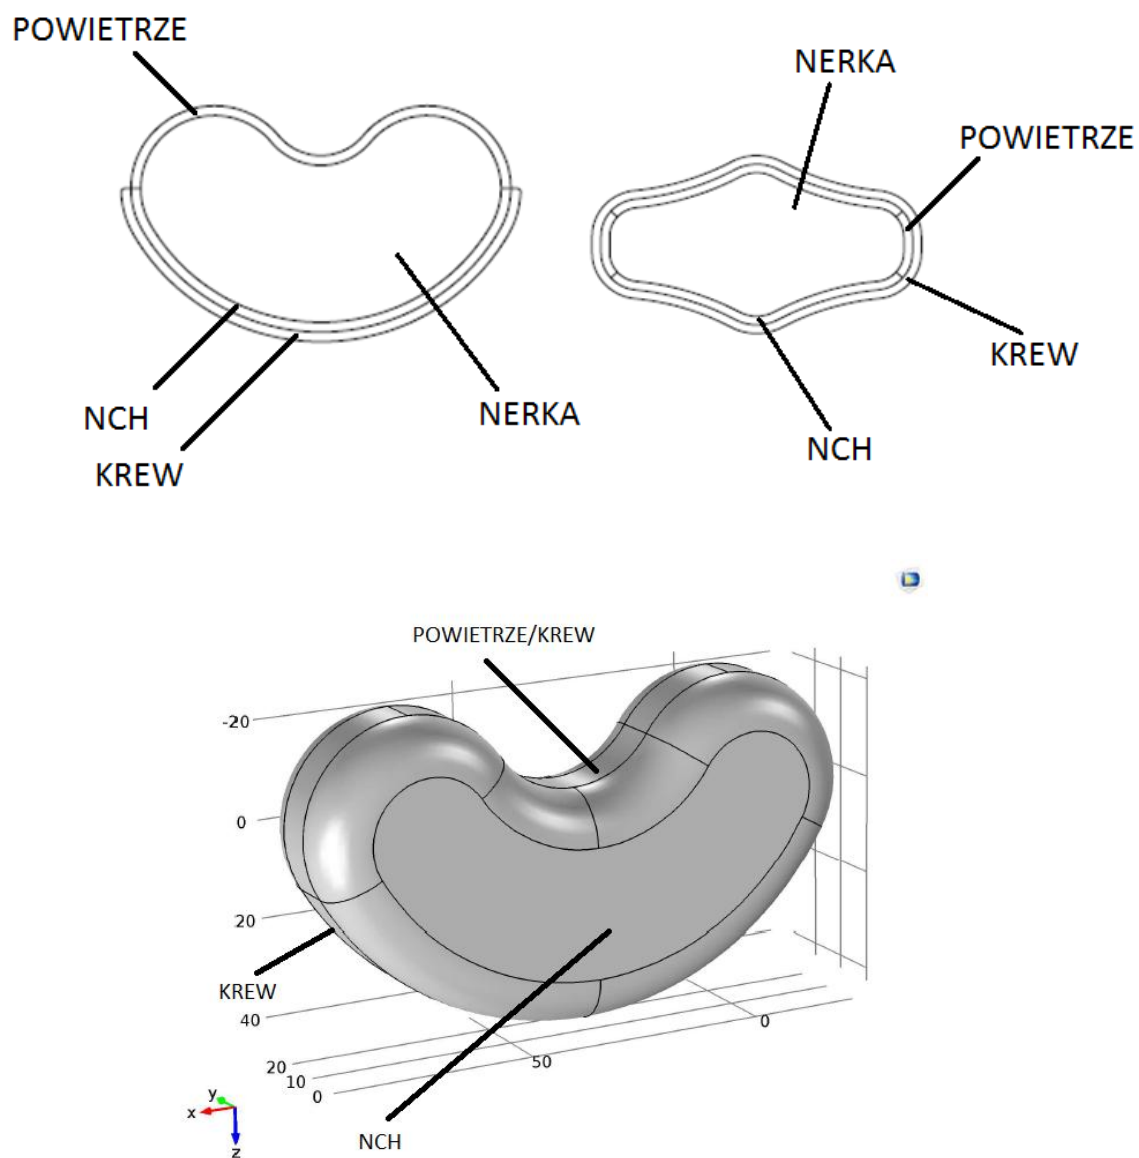 POWIETRZE
NERKA
POWIETRZE
KREW
NCH
KREW
NERKA
NCH
POWIETRZE/KREW
-20
0
20
40
KREW
20
10
0
50
0
NCH
x
y
z